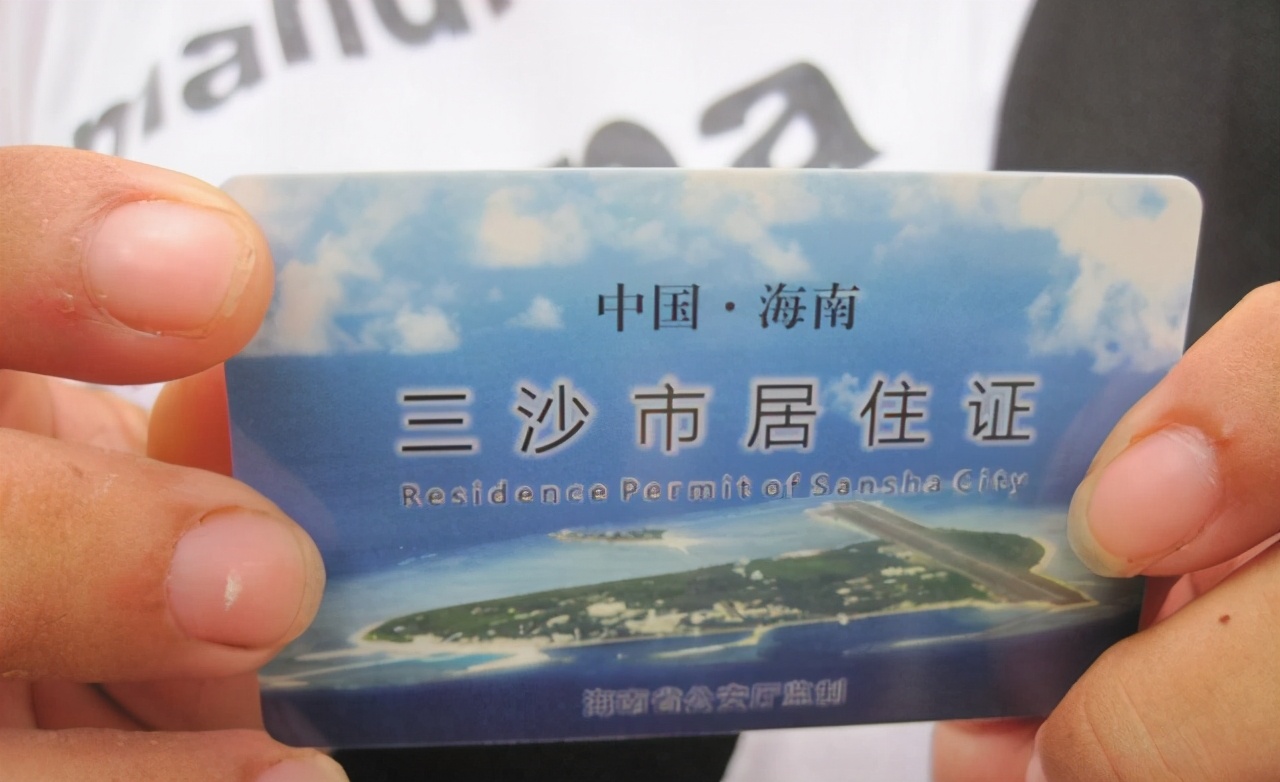 中国·海南
三沙市居住证
Residence Permit of Sansha City
海南省公安厅监制